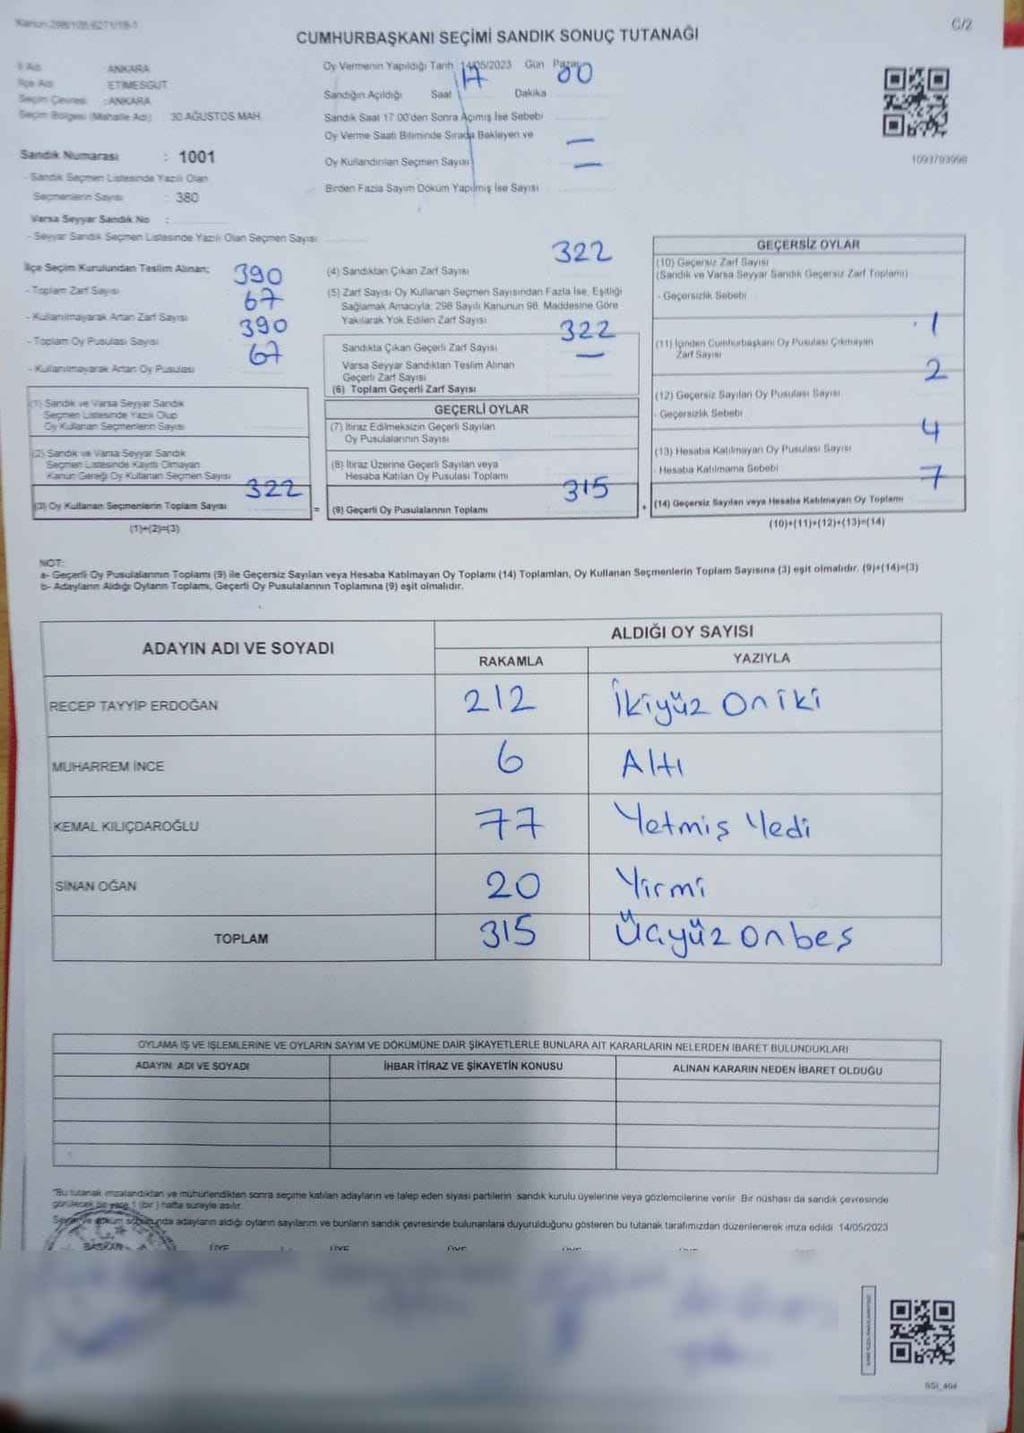 Kanun:298/105-6271/18-1
C/2
CUMHURBAŞKANI SEÇİMİ SANDIK SONUÇ TUTANAĞI
İl Adı : ANKARA
İlçe Adı : ETİMESGUT
Seçim Çevresi : ANKARA
Seçim Bölgesi (Mahalle Adı) : 30 AĞUSTOS MAH.
Sandık Numarası : 1001
- Sandık Seçmen Listesinde Yazılı Olan
Seçmenlerin Sayısı : 380
Varsa Seyyar Sandık No :
- Seyyar Sandık Seçmen Listesinde Yazılı Olan Seçmen Sayısı
Oy Vermenin Yapıldığı Tarih 14/05/2023 Gün Pazar
Sandığın Açıldığı Saat 17 Dakika 00
Sandık Saat 17.00'den Sonra Açımış İse Sebebi
Oy Verme Saati Bitiminde Sırada Bekleyen ve
Oy Kullandırılan Seçmen Sayısı —
Birden Fazla Sayım Döküm Yapılmış İse Sayısı —
1093793998
İlçe Seçim Kurulundan Teslim Alınan;
- Toplam Zarf Sayısı 390
- Kullanılmayarak Artan Zarf Sayısı 67
- Toplam Oy Pusulası Sayısı 390
- Kullanılmayarak Artan Oy Pusulası 67
(1) Sandık ve Varsa Seyyar Sandık
Seçmen Listesinde Yazılı Olup
Oy Kullanan Seçmenlerin Sayısı
(2) Sandık ve Varsa Seyyar Sandık
Seçmen Listesinde Kayıtlı Olmayan
Kanun Gereği Oy Kullanan Seçmen Sayısı
(3) Oy Kullanan Seçmenlerin Toplam Sayısı 322
(1)+(2)=(3)
=
(4) Sandıktan Çıkan Zarf Sayısı 322
(5) Zarf Sayısı Oy Kullanan Seçmen Sayısından Fazla İse, Eşitliği
Sağlamak Amacıyla; 298 Sayılı Kanunun 98. Maddesine Göre
Yakılarak Yok Edilen Zarf Sayısı
Sandıkta Çıkan Geçerli Zarf Sayısı 322
Varsa Seyyar Sandıktan Teslim Alınan
Geçerli Zarf Sayısı —
(6) Toplam Geçerli Zarf Sayısı
GEÇERLİ OYLAR
(7) İtiraz Edilmeksizin Geçerli Sayılan
Oy Pusulalarının Sayısı
(8) İtiraz Üzerine Geçerli Sayılan veya
Hesaba Katılan Oy Pusulası Toplamı
(9) Geçerli Oy Pusulalarının Toplamı 315
+
GEÇERSİZ OYLAR
(10) Geçersiz Zarf Sayısı
(Sandık ve Varsa Seyyar Sandık Geçersiz Zarf Toplamı)
- Geçersizlik Sebebi
1
(11) İçinden Cumhurbaşkanı Oy Pusulası Çıkmayan
Zarf Sayısı
2
(12) Geçersiz Sayılan Oy Pusulası Sayısı
- Geçersizlik Sebebi
4
(13) Hesaba Katılmayan Oy Pusulası Sayısı
- Hesaba Katılmama Sebebi
7
(14) Geçersiz Sayılan veya Hesaba Katılmayan Oy Toplamı
(10)+(11)+(12)+(13)=(14)
NOT:
a- Geçerli Oy Pusulalarının Toplamı (9) ile Geçersiz Sayılan veya Hesaba Katılmayan Oy Toplamı (14) Toplamları, Oy Kullanan Seçmenlerin Toplam Sayısına (3) eşit olmalıdır. (9)+(14)=(3)
b- Adayların Aldığı Oyların Toplamı, Geçerli Oy Pusulalarının Toplamına (9) eşit olmalıdır.
ADAYIN ADI VE SOYADI ALDIĞI OY SAYISI
RAKAMLA YAZIYLA
RECEP TAYYİP ERDOĞAN 212 İkiyüz Oniki
MUHARREM İNCE 6 Altı
KEMAL KILIÇDAROĞLU 77 Yetmiş Yedi
SİNAN OĞAN 20 Yirmi
TOPLAM 315 Üçyüz onbeş
OYLAMA İŞ VE İŞLEMLERİNE VE OYLARIN SAYIM VE DÖKÜMÜNE DAİR ŞİKAYETLERLE BUNLARA AİT KARARLARIN NELERDEN İBARET BULUNDUKLARI
ADAYIN ADI VE SOYADI İHBAR İTİRAZ VE ŞİKAYETİN KONUSU ALINAN KARARIN NEDEN İBARET OLDUĞU
*Bu tutanak imzalandıktan ve mühürlendikten sonra seçime katılan adayların ve talep eden siyasi partilerin sandık kurulu üyelerine veya gözlemcilerine verilir. Bir nüshası da sandık çevresinde
görülecek bir yere 1 (bir) hafta süreyle asılır.
adayların aldığı oyların sayılarını ve bunların sandık çevresinde bulunanlara duyurulduğunu gösteren bu tutanak tarafımızdan düzenlenerek imza edildi. 14/05/2023
BAŞKAN ÜYE ÜYE ÜYE
SSI_404